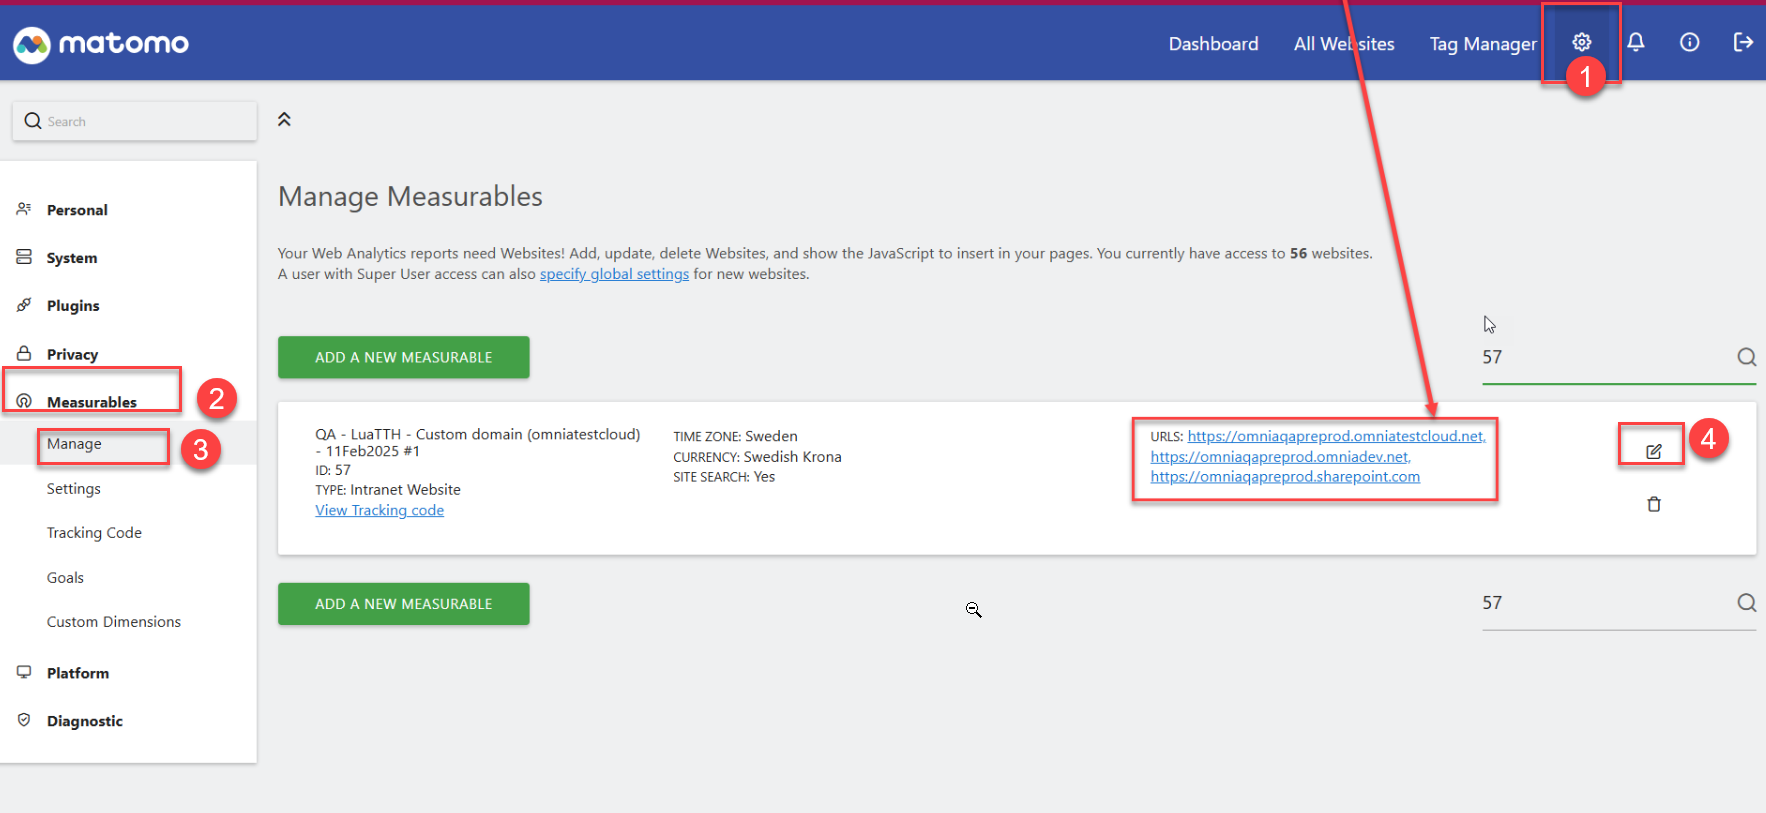 matomo
Dashboard All Websites Tag Manager
1
Search
Personal
System
Plugins
Privacy
Measurables
2
Manage
3
Settings
Tracking Code
Goals
Custom Dimensions
Platform
Diagnostic
Manage Measurables
Your Web Analytics reports need Websites! Add, update, delete Websites, and show the JavaScript to insert in your pages. You currently have access to 56 websites.
A user with Super User access can also specify global settings for new websites.
ADD A NEW MEASURABLE
57
QA - LuaTTH - Custom domain (omniatestcloud)
- 11Feb2025 #1
ID: 57
TYPE: Intranet Website
View Tracking code
TIME ZONE: Sweden
CURRENCY: Swedish Krona
SITE SEARCH: Yes
URLS: https://omniaqapreprod.omniatestcloud.net,
https://omniaqapreprod.omniadev.net,
https://omniaqapreprod.sharepoint.com
4
ADD A NEW MEASURABLE
57